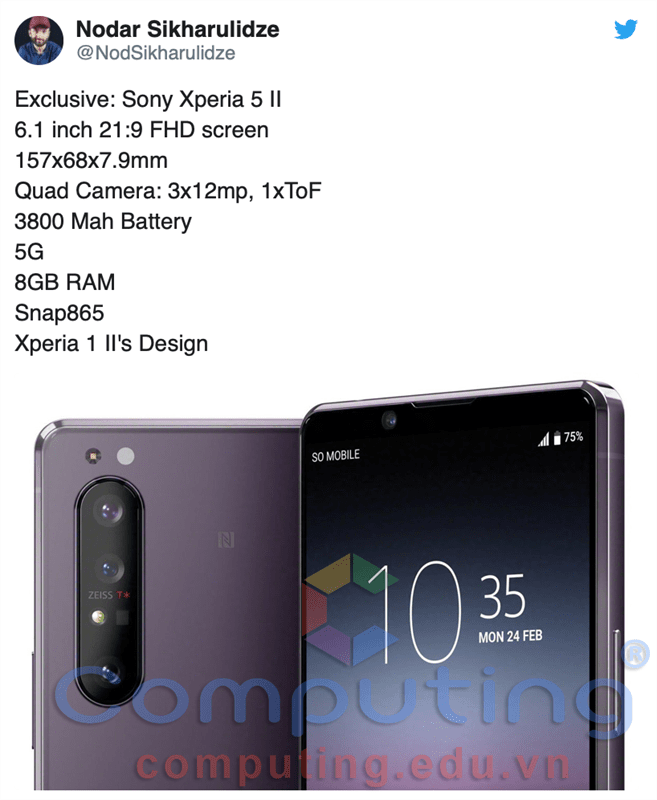 Nodar Sikharulidze
@NodSikharulidze
Exclusive: Sony Xperia 5 II
6.1 inch 21:9 FHD screen
157x68x7.9mm
Quad Camera: 3x12mp, 1xToF
3800 Mah Battery
5G
8GB RAM
Snap865
Xperia 1 II's Design
SO MOBILE
75%
ZEISS T*
10 35
MON 24 FEB
Computing®
computing.edu.vn